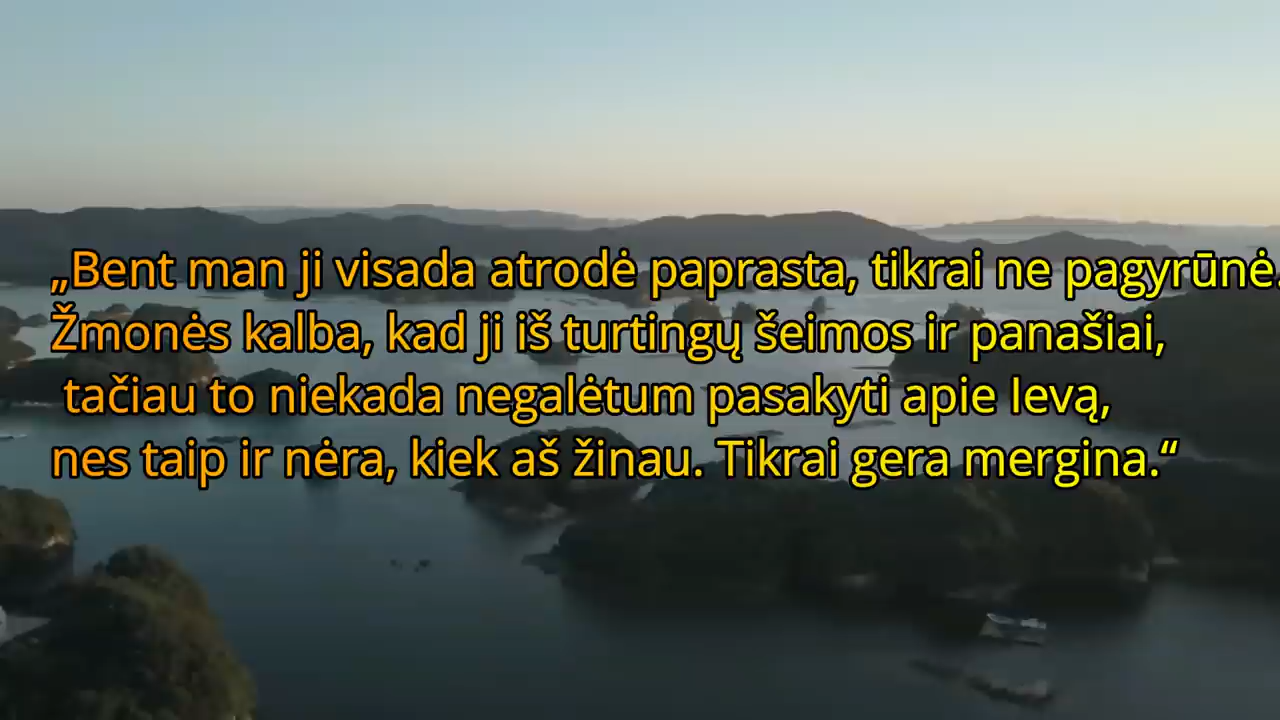 „Bent man ji visada atrodė paprasta, tikrai ne pagyrūnė.
Žmonės kalba, kad ji iš turtingų šeimos ir panašiai,
tačiau to niekada negalėtum pasakyti apie Ievą,
nes taip ir nėra, kiek aš žinau. Tikrai gera mergina.“